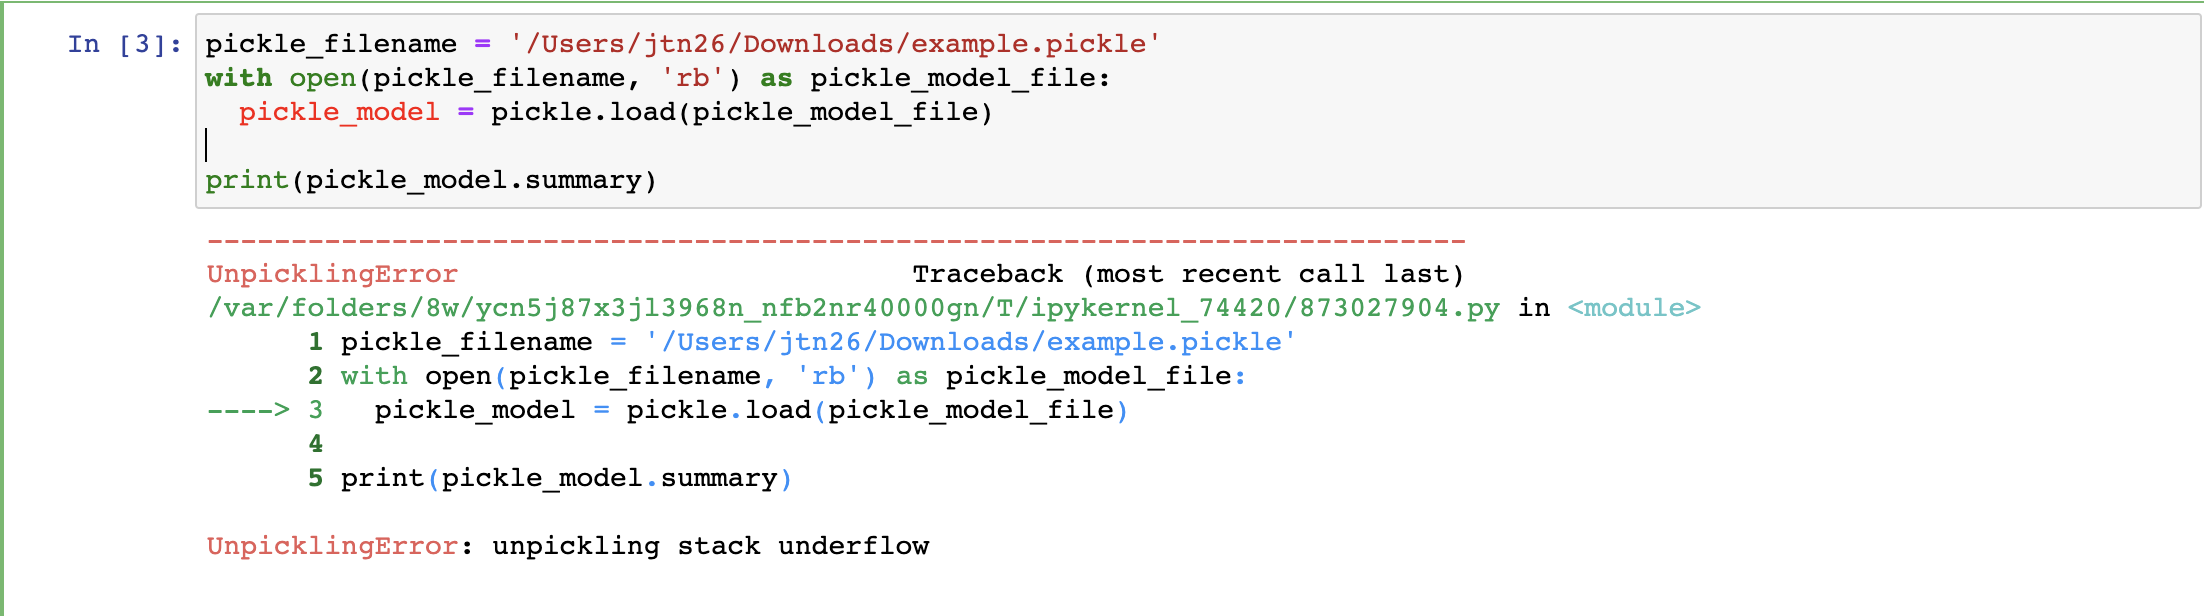 In [3]: pickle_filename = '/Users/jtn26/Downloads/example.pickle'
with open(pickle_filename, 'rb') as pickle_model_file:
  pickle_model = pickle.load(pickle_model_file)
print(pickle_model.summary)
---------------------------------------------------------------------------
UnpicklingError                           Traceback (most recent call last)
/var/folders/8w/ycn5j87x3jl3968n_nfb2nr40000gn/T/ipykernel_74420/873027904.py in <module>
      1 pickle_filename = '/Users/jtn26/Downloads/example.pickle'
      2 with open(pickle_filename, 'rb') as pickle_model_file:
----> 3   pickle_model = pickle.load(pickle_model_file)
      4
      5 print(pickle_model.summary)
UnpicklingError: unpickling stack underflow